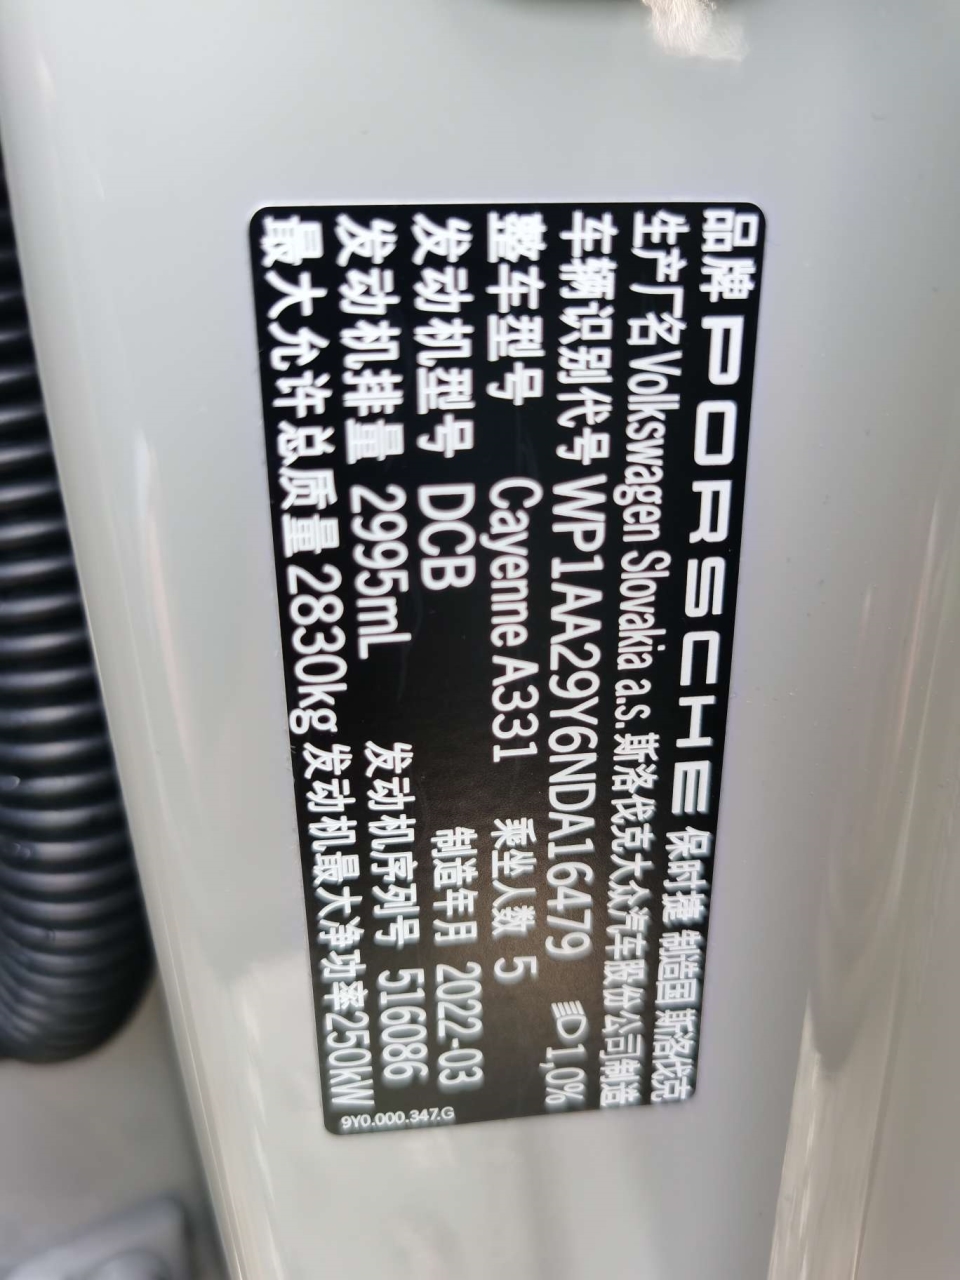 品牌 PORSCHE 保时捷 制造国 斯洛伐克
生产厂名 Volkswagen Slovakia a.s.斯洛伐克大众汽车股份公司制造
车辆识别代号 WP1AA29Y6NDA16479 1,0%
整车型号 Cayenne A331 乘坐人数 5
发动机型号 DCB 制造年月 2022-03
发动机排量 2995mL 发动机序列号 516086
最大允许总质量 2830kg 发动机最大净功率250kW
9Y0.000.347.G